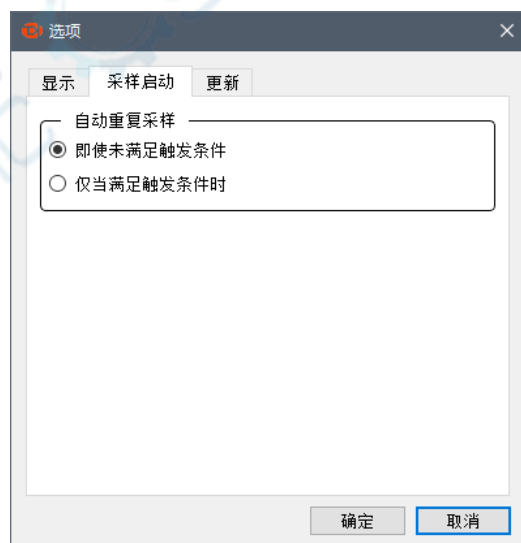 选项
显示 采样启动 更新
自动重复采样
即使未满足触发条件
仅当满足触发条件时
确定 取消